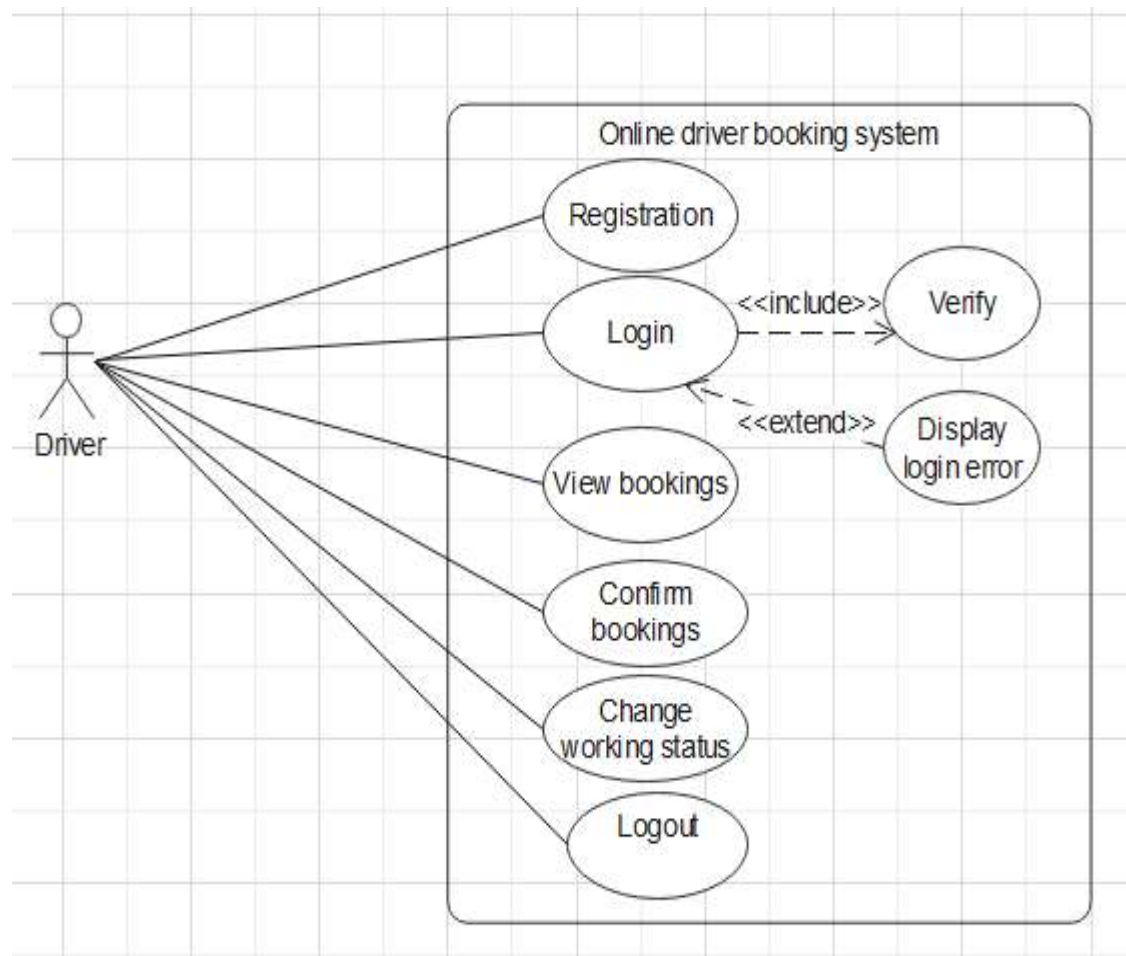 Online driver booking system
Registration
Login
<<include>>
Verify
<<extend>>
Display
login error
Driver
View bookings
Confirm
bookings
Change
working status
Logout